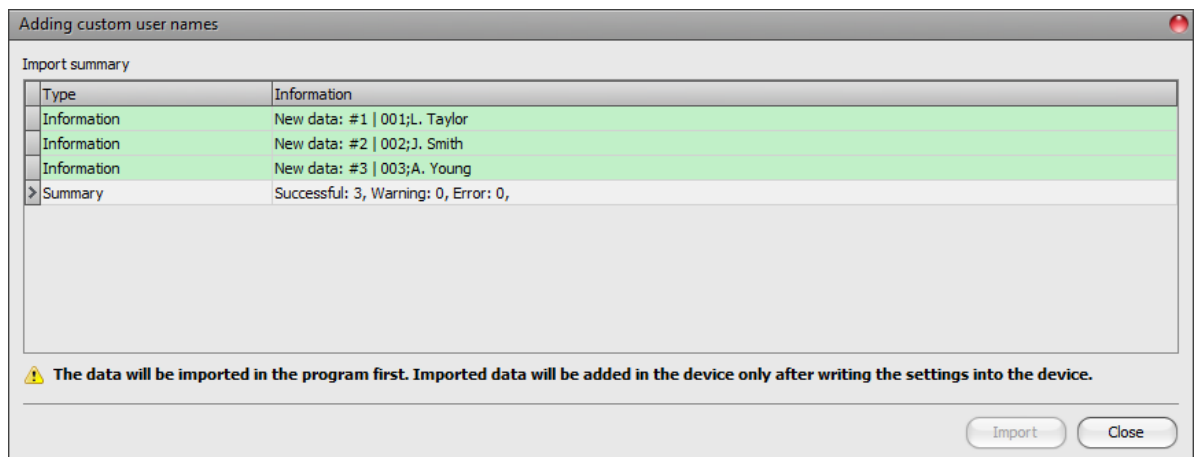 Adding custom user names
Import summary
Type Information
Information New data: #1 | 001;L. Taylor
Information New data: #2 | 002;J. Smith
Information New data: #3 | 003;A. Young
Summary Successful: 3, Warning: 0, Error: 0,
The data will be imported in the program first. Imported data will be added in the device only after writing the settings into the device.
Import Close